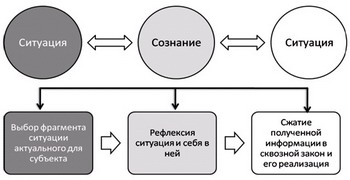 Ситуация
Сознание
Ситуация
Выбор фрагмента
ситуации
актуального для
субъекта
Рефлексия
ситуация и себя в
ней
Сжатие
полученной
информации в
сквозной закон и
его реализация